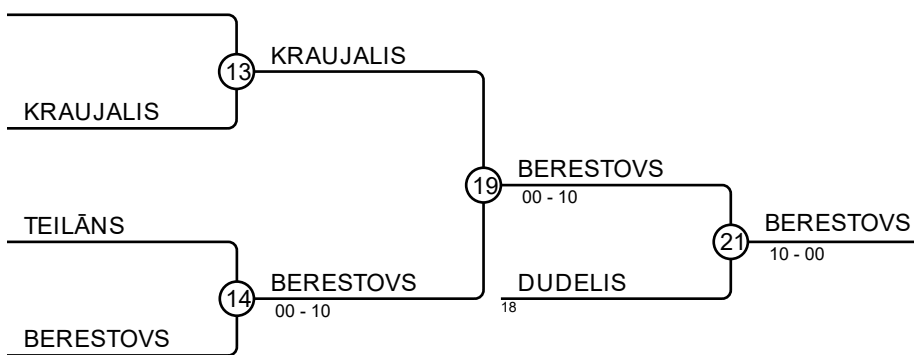 13
KRAUJALIS
KRAUJALIS
19
BERESTOVS
00 - 10
TEILĀNS
21
BERESTOVS
10 - 00
14
BERESTOVS
00 - 10
DUDELIS
18
BERESTOVS